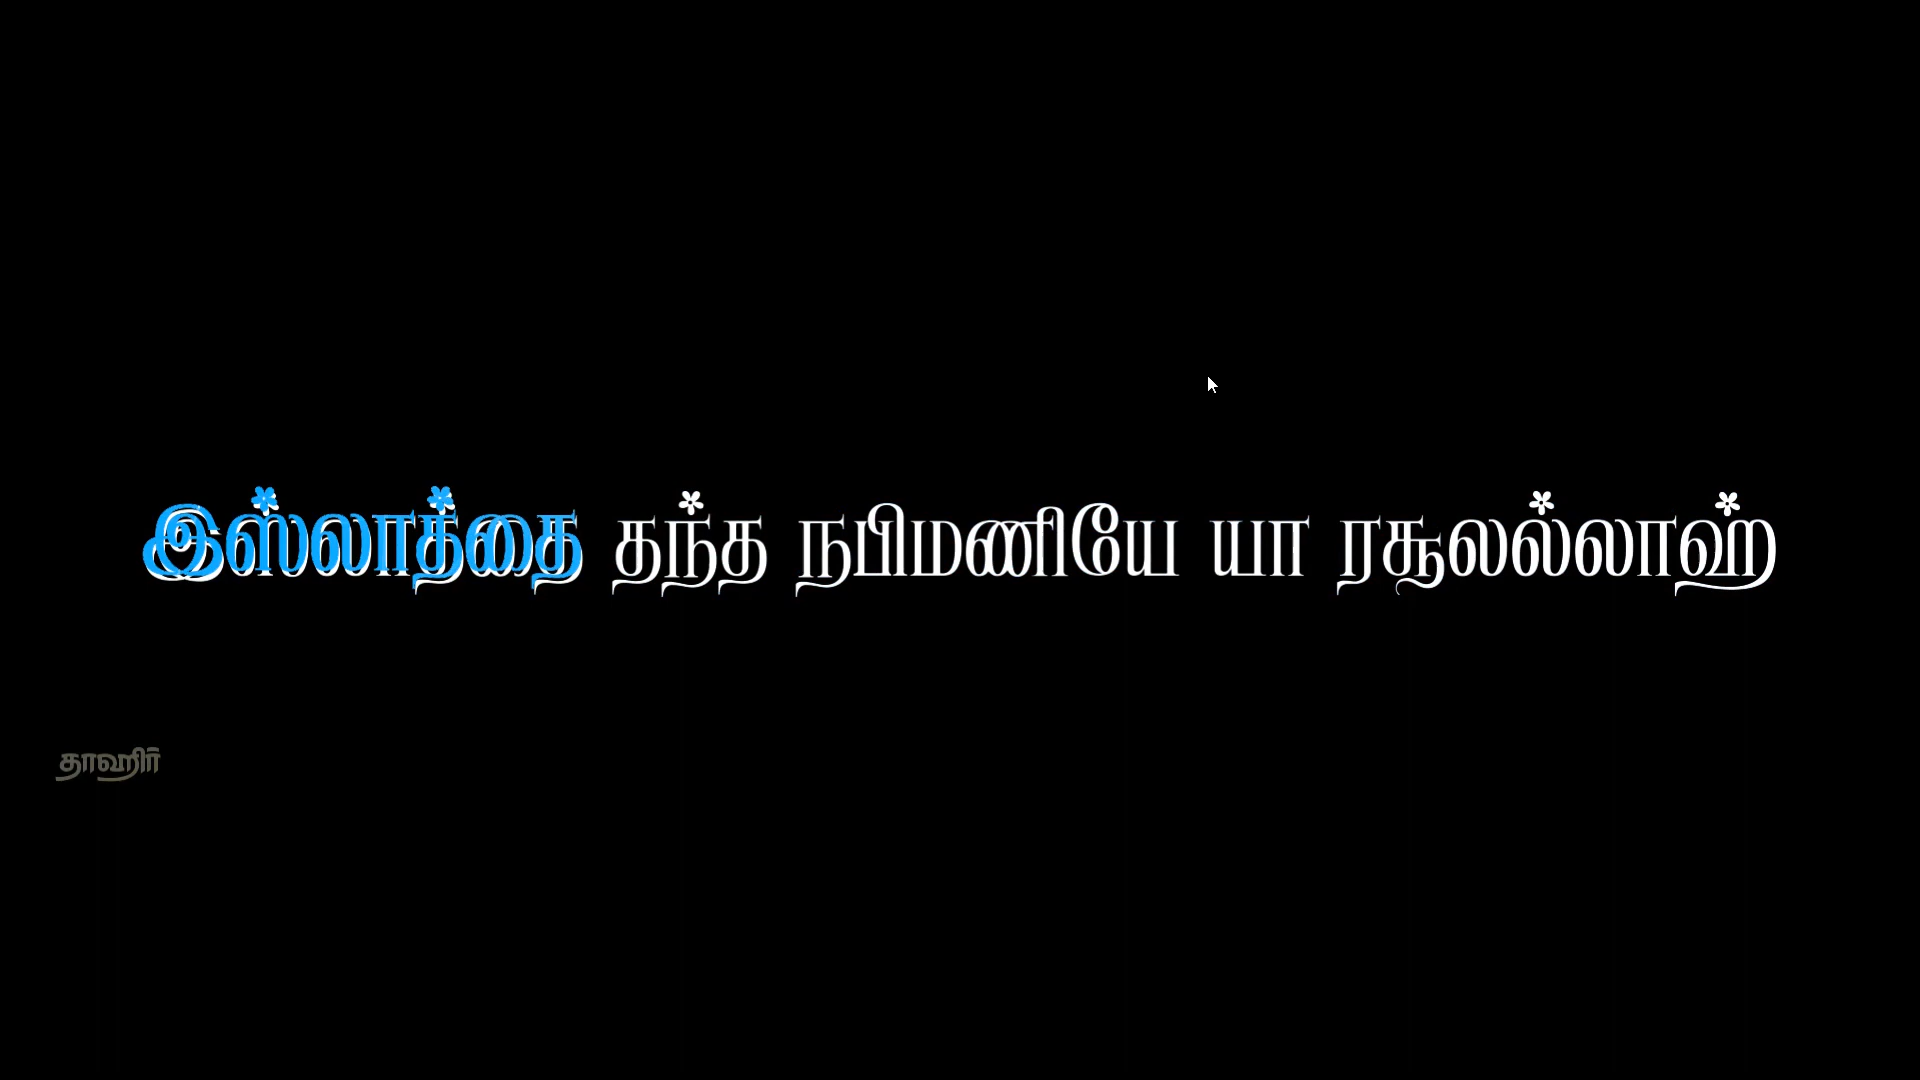 இஸ்லாத்தை தந்த நபிமணியே யா ரசூலல்லாஹ்
தாஹிர்